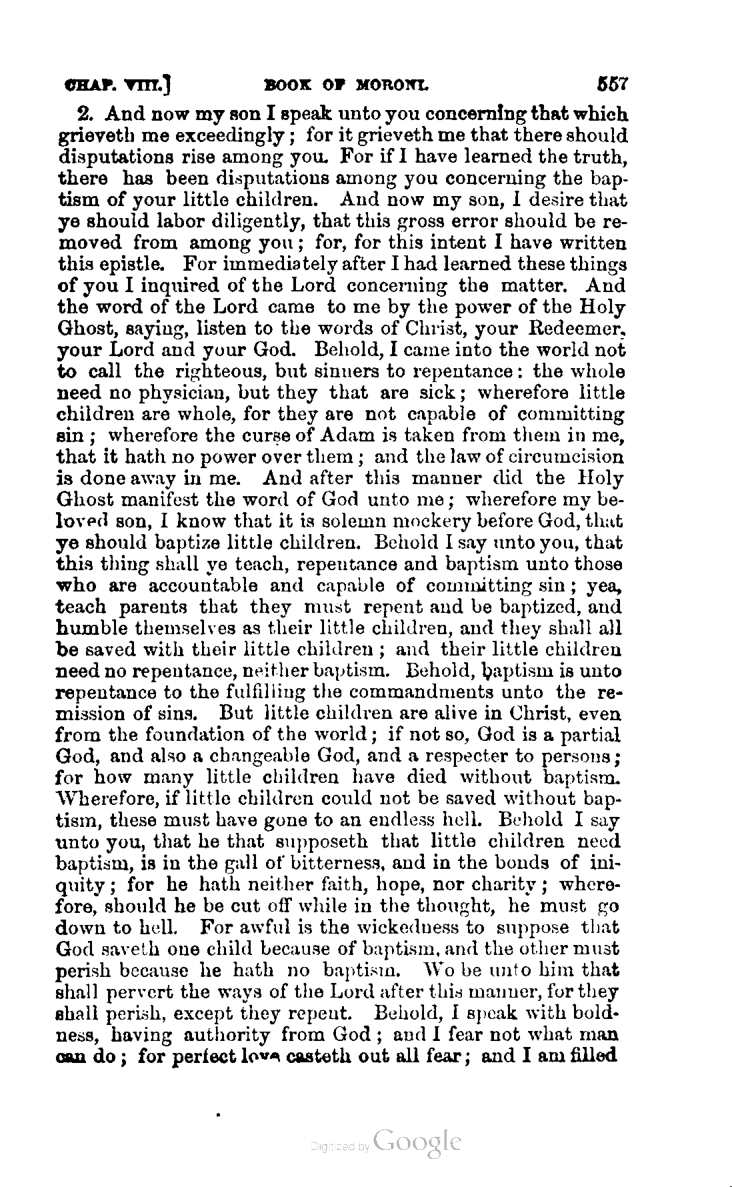 CHAP. VIII.] BOOK OF MORONI. 557
2. And now my son I speak unto you concerning that which
grieveth me exceedingly; for it grieveth me that there should
disputations rise among you. For if I have learned the truth,
there has been disputations among you concerning the bap-
tism of your little children. And now my son, I desire that
ye should labor diligently, that this gross error should be re-
moved from among you; for, for this intent I have written
this epistle. For immediately after I had learned these things
of you I inquired of the Lord concerning the matter. And
the word of the Lord came to me by the power of the Holy
Ghost, saying, listen to the words of Christ, your Redeemer,
your Lord and your God. Behold, I came into the world not
to call the righteous, but sinners to repentance: the whole
need no physician, but they that are sick; wherefore little
children are whole, for they are not capable of committing
sin; wherefore the curse of Adam is taken from them in me,
that it hath no power over them; and the law of circumcision
is done away in me. And after this manner did the Holy
Ghost manifest the word of God unto me; wherefore my be-
loved son, I know that it is solemn mockery before God, that
ye should baptize little children. Behold I say unto you, that
this thing shall ye teach, repentance and baptism unto those
who are accountable and capable of committing sin; yea,
teach parents that they must repent and be baptized, and
humble themselves as their little children, and they shall all
be saved with their little children; and their little children
need no repentance, neither baptism. Behold, baptism is unto
repentance to the fulfilling the commandments unto the re-
mission of sins. But little children are alive in Christ, even
from the foundation of the world; if not so, God is a partial
God, and also a changeable God, and a respecter to persons;
for how many little children have died without baptism.
Wherefore, if little children could not be saved without bap-
tism, these must have gone to an endless hell. Behold I say
unto you, that he that supposeth that little children need
baptism, is in the gall of bitterness, and in the bonds of ini-
quity; for he hath neither faith, hope, nor charity; where-
fore, should he be cut off while in the thought, he must go
down to hell. For awful is the wickedness to suppose that
God saveth one child because of baptism, and the other must
perish because he hath no baptism. Wo be unto him that
shall pervert the ways of the Lord after this manner, for they
shall perish, except they repent. Behold, I speak with bold-
ness, having authority from God; and I fear not what man
can do; for perfect love casteth out all fear; and I am filled
Digitized by Google